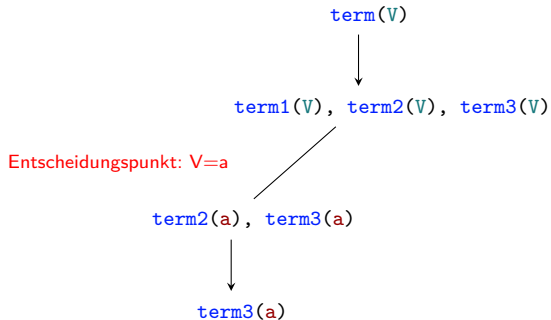 term(V)
term1(V), term2(V), term3(V)
Entscheidungspunkt: V=a
term2(a), term3(a)
term3(a)